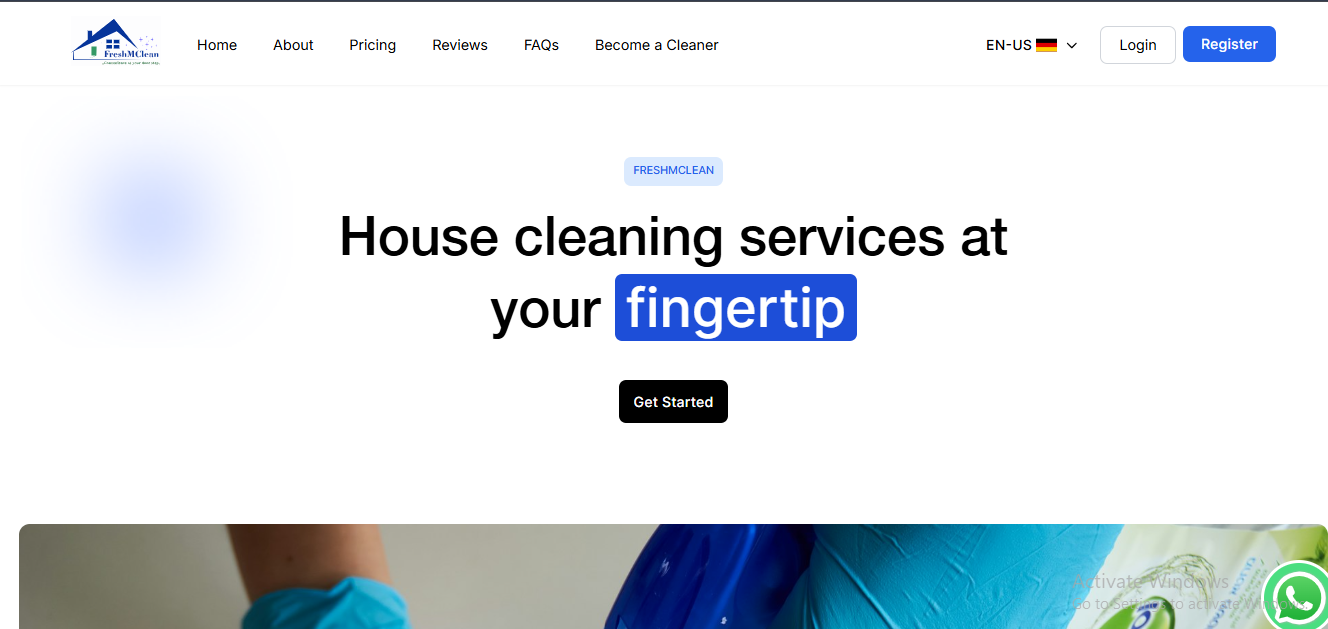 FreshMClean
Home
About
Pricing
Reviews
FAQs
Become a Cleaner
EN-US
Login
Register
FRESHMCLEAN
House cleaning services at
your fingertip
Get Started
Activate Windows
Go to Settings to activate Windows.